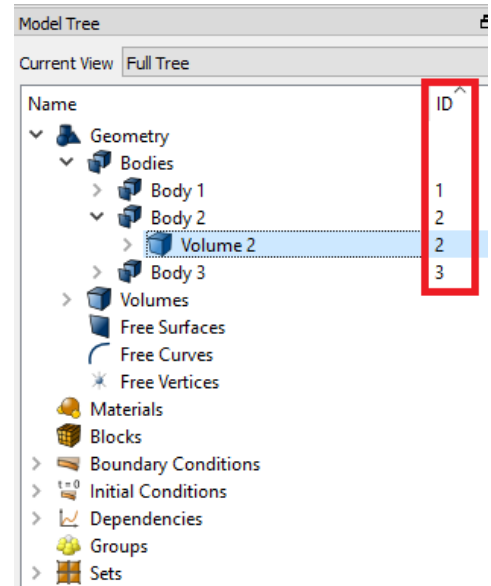 Model Tree
Current View Full Tree
Name ID
Geometry
Bodies
Body 1 1
Body 2 2
Volume 2 2
Body 3 3
Volumes
Free Surfaces
Free Curves
Free Vertices
Materials
Blocks
Boundary Conditions
t=0 Initial Conditions
Dependencies
Groups
Sets